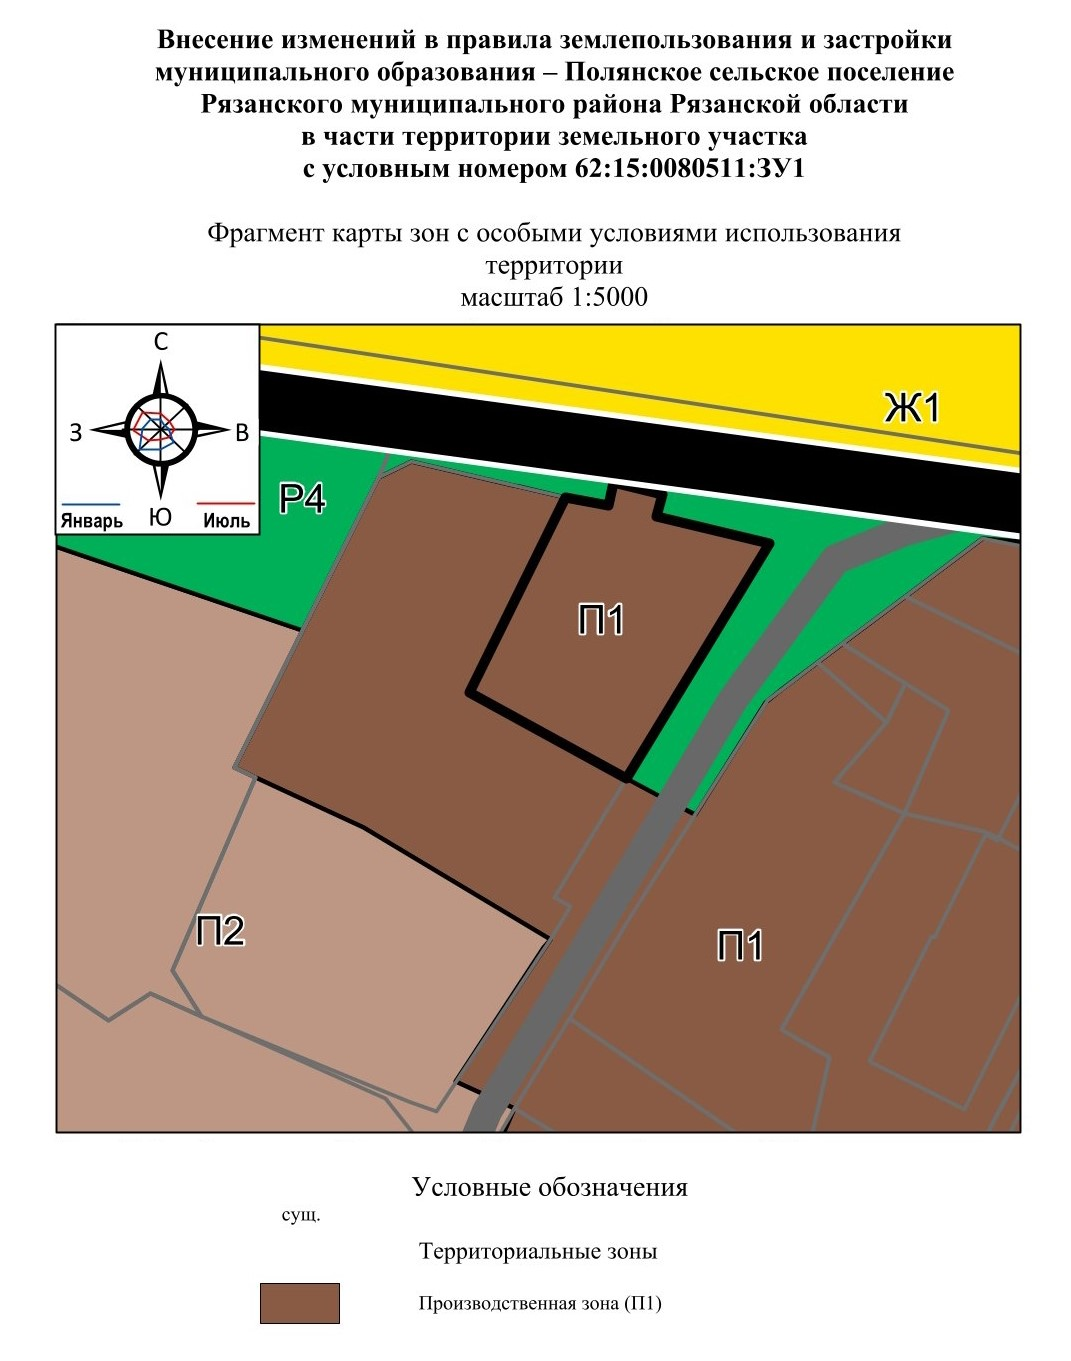 Внесение изменений в правила землепользования и застройки
муниципального образования – Полянское сельское поселение
Рязанского муниципального района Рязанской области
в части территории земельного участка
с условным номером 62:15:0080511:ЗУ1
Фрагмент карты зон с особыми условиями использования
территории
масштаб 1:5000
С
З
В
Ю
Январь
Июль
Ж1
Р4
П1
П2
П1
Условные обозначения
сущ.
Территориальные зоны
Производственная зона (П1)